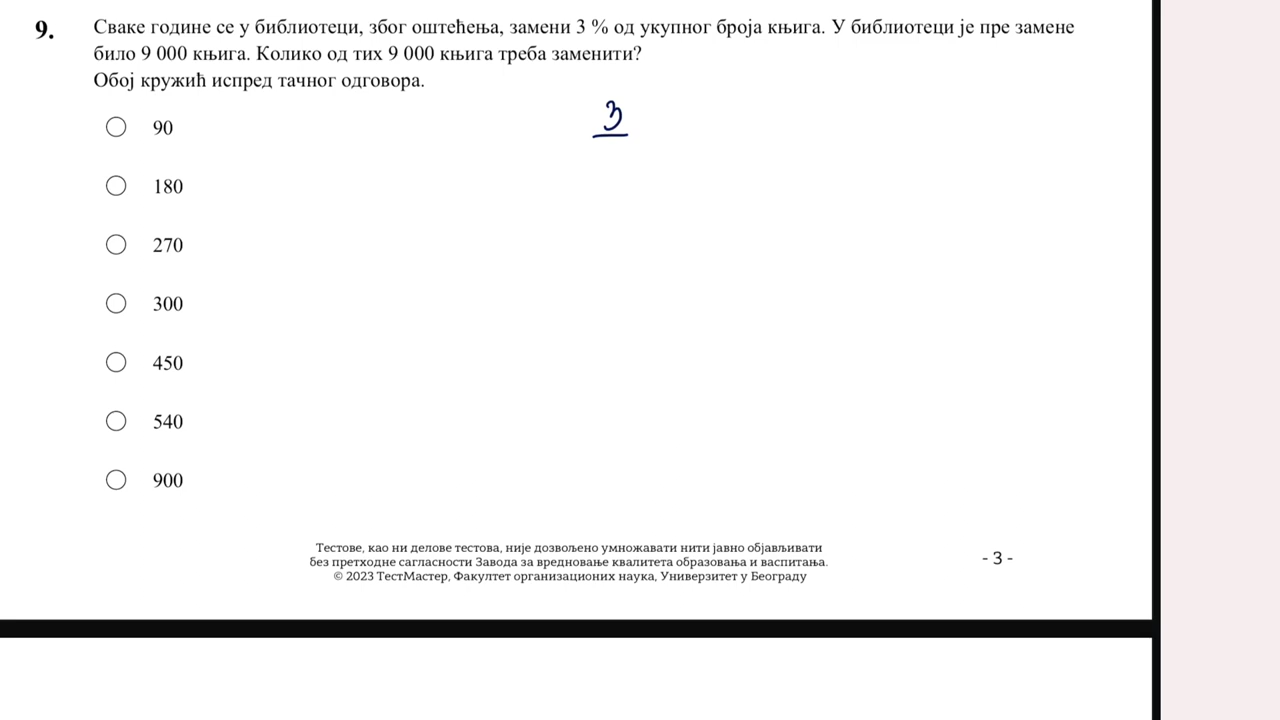 9. Сваке године се у библиотеци, због оштећења, замени 3 % од укупног броја књига. У библиотеци је пре замене
било 9 000 књига. Колико од тих 9 000 књига треба заменити?
Обој кружић испред тачног одговора.
3
90
180
270
300
450
540
900
Тестове, као ни делове тестова, није дозвољено умножавати нити јавно објављивати
без претходне сагласности Завода за вредновање квалитета образовања и васпитања.
© 2023 ТестМастер, Факултет организационих наука, Универзитет у Београду
- 3 -